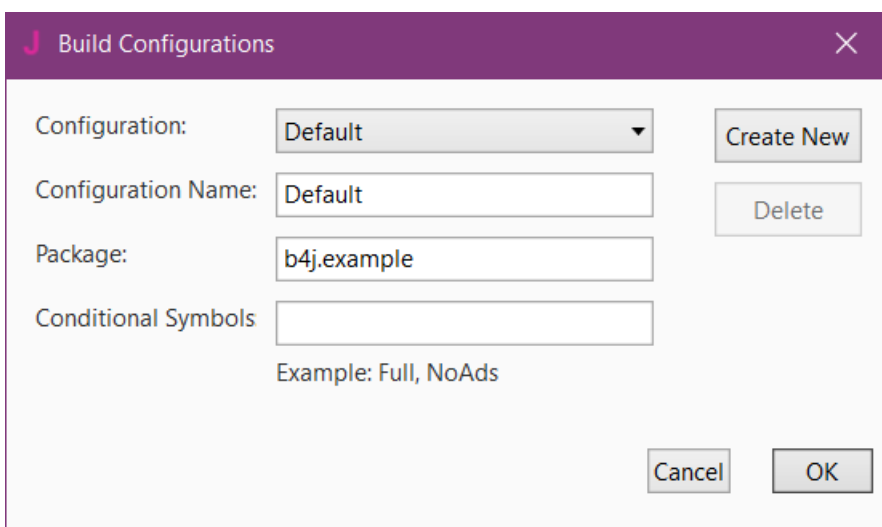 J Build Configurations
Configuration: Default Create New
Configuration Name: Default Delete
Package: b4j.example
Conditional Symbols
Example: Full, NoAds
Cancel OK